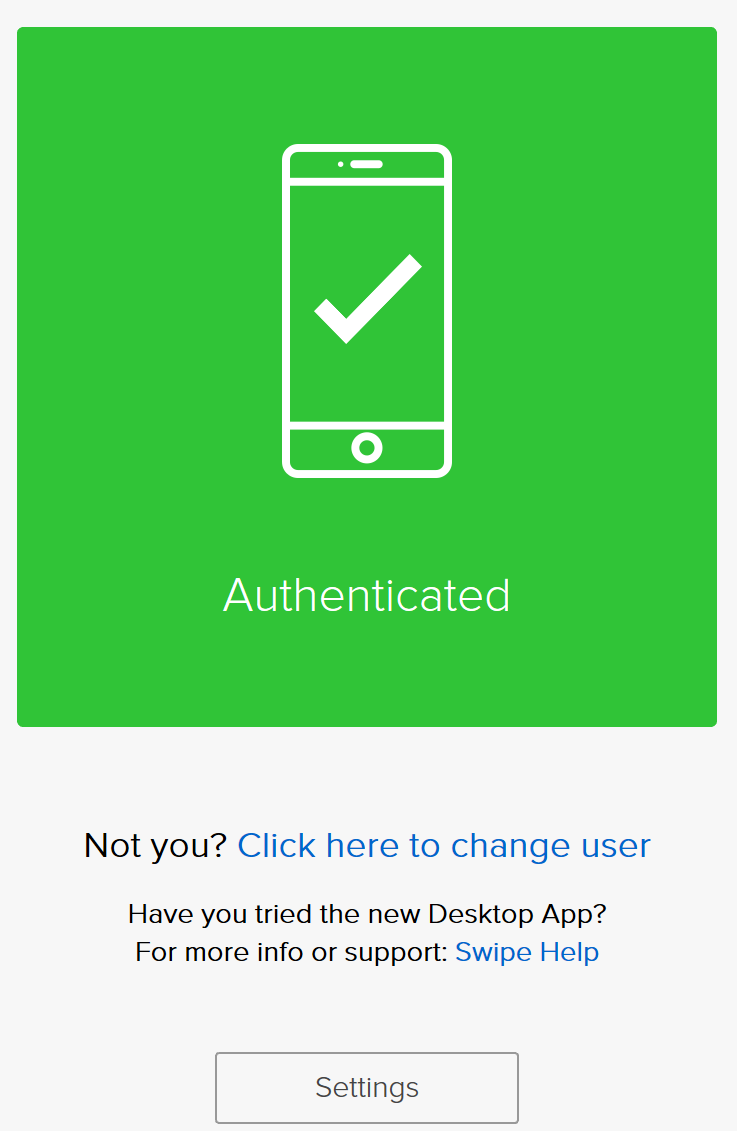 Authenticated
Not you? Click here to change user
Have you tried the new Desktop App?
For more info or support: Swipe Help
Settings